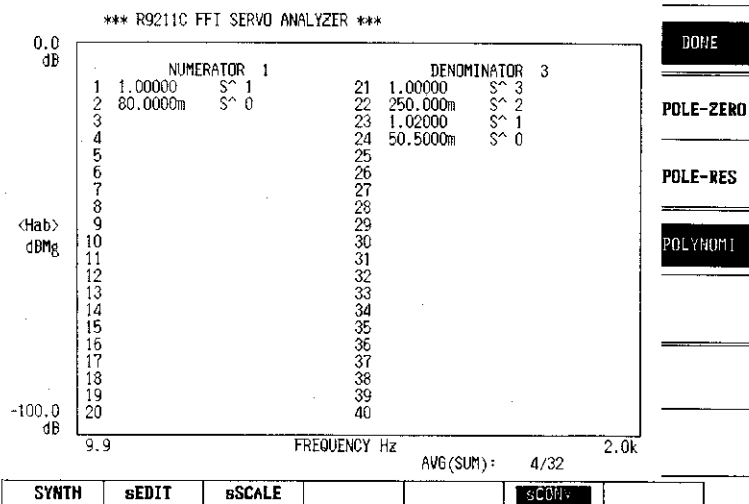 *** R9211C FFT SERVO ANALYZER ***
0.0
dB
NUMERATOR 1
DENOMINATOR 3
1 1.00000 S^ 1
21 1.00000 S^ 3
2 80.0000m S^ 0
22 250.000m S^ 2
3
23 1.02000 S^ 1
4
24 50.5000m S^ 0
5
25
6
26
7
27
8
28
<Hab>
9
29
dBMg
10
30
11
31
12
32
13
33
14
34
15
35
16
36
17
37
18
38
19
39
-100.0
dB
20
40
9.9
FREQUENCY Hz
2.0k
AVG(SUM): 4/32
DONE
POLE-ZERO
POLE-RES
POLYNOMI
SYNTH
sEDIT
sSCALE
sCONV